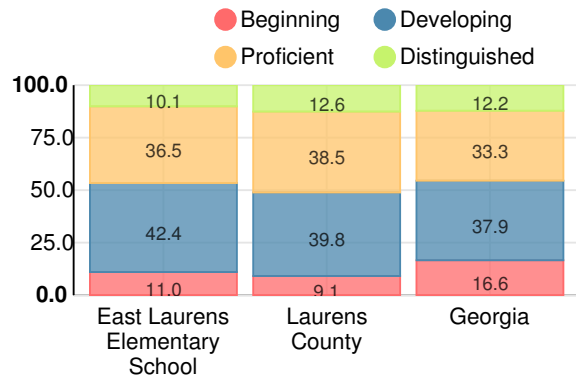 Beginning Developing
Proficient Distinguished
100.0
75.0
50.0
25.0
0.0
10.1 12.6 12.2
36.5 38.5 33.3
42.4 39.8 37.9
11.0 9.1 16.6
East Laurens Laurens Georgia
Elementary County
School